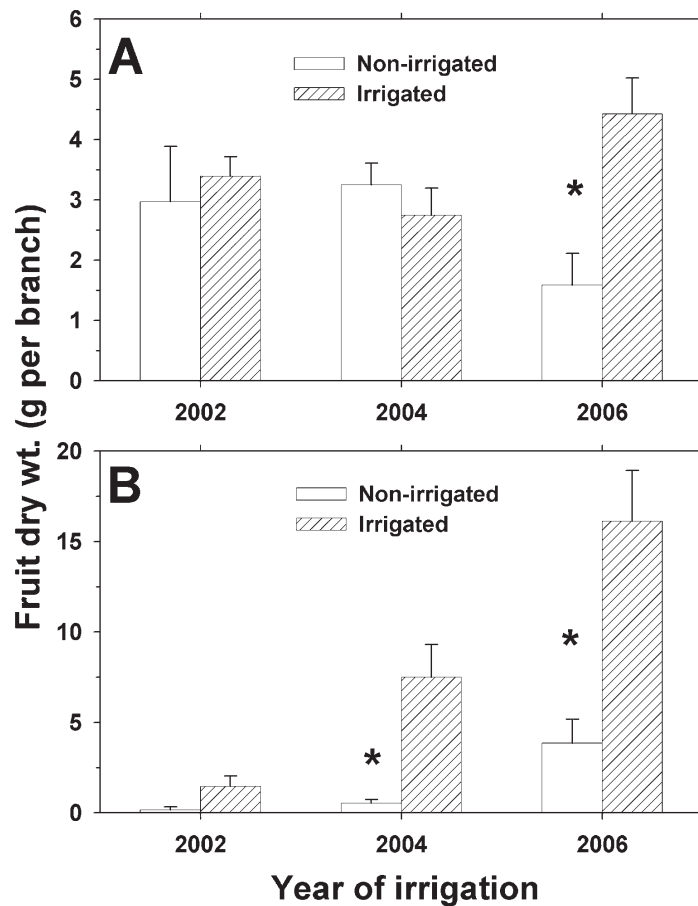 Fruit dry wt. (g per branch)
A
Non-irrigated
Irrigated
6
5
4
3
2
1
0
*
2002 2004 2006
B
Non-irrigated
Irrigated
20
15
10
5
0
*
*
2002 2004 2006
Year of irrigation